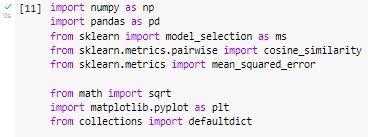 [11] import numpy as np
import pandas as pd
from sklearn import model_selection as ms
from sklearn.metrics.pairwise import cosine_similarity
from sklearn.metrics import mean_squared_error
from math import sqrt
import matplotlib.pyplot as plt
from collections import defaultdict